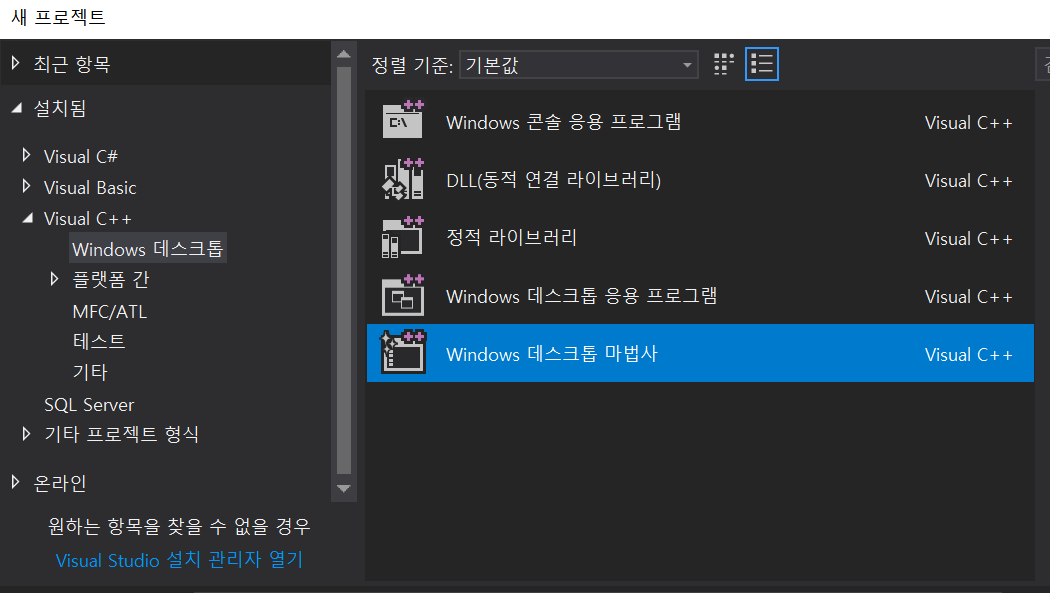 새 프로젝트
최근 항목
설치됨
Visual C#
Visual Basic
Visual C++
Windows 데스크톱
플랫폼 간
MFC/ATL
테스트
기타
SQL Server
기타 프로젝트 형식
온라인
원하는 항목을 찾을 수 없을 경우
Visual Studio 설치 관리자 열기
정렬 기준: 기본값
Windows 콘솔 응용 프로그램 Visual C++
DLL(동적 연결 라이브러리) Visual C++
정적 라이브러리 Visual C++
Windows 데스크톱 응용 프로그램 Visual C++
Windows 데스크톱 마법사 Visual C++